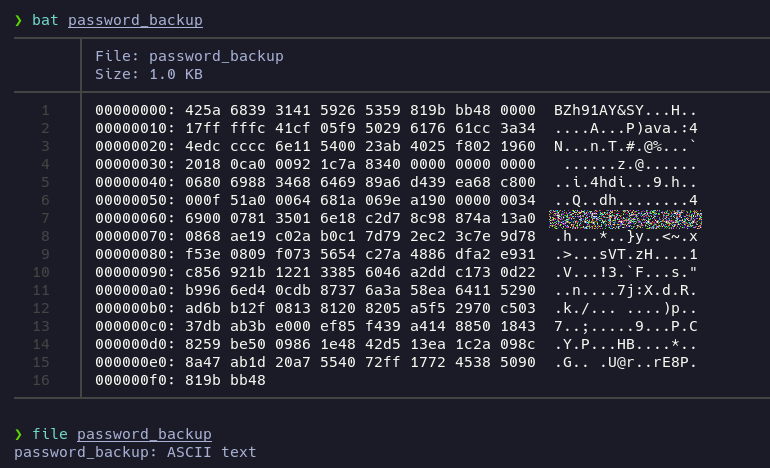 ❯ bat password_backup
File: password_backup
Size: 1.0 KB
1 00000000: 425a 6839 3141 5926 5359 819b bb48 0000  BZh91AY&SY...H..
2 00000010: 17ff fffc 41cf 05f9 5029 6176 61cc 3a34  ....A...P)ava.:4
3 00000020: 4edc cccc 6e11 5400 23ab 4025 f802 1960  N...n.T.#.@%...`
4 00000030: 2018 0ca0 0092 1c7a 8340 0000 0000 0000   ......z.@......
5 00000040: 0680 6988 3468 6469 89a6 d439 ea68 c800  ..i.4hdi...9.h..
6 00000050: 000f 51a0 0064 681a 069e a190 0000 0034  ..Q..dh........4
7 00000060: 6900 0781 3501 6e18 c2d7 8c98 874a 13a0
8 00000070: 0868 ae19 c02a b0c1 7d79 2ec2 3c7e 9d78  .h...*..}y..<~.x
9 00000080: f53e 0809 f073 5654 c27a 4886 dfa2 e931  .>...sVT.zH....1
10 00000090: c856 921b 1221 3385 6046 a2dd c173 0d22  .V...!3.`F...s."
11 000000a0: b996 6ed4 0cdb 8737 6a3a 58ea 6411 5290  ..n....7j:X.d.R.
12 000000b0: ad6b b12f 0813 8120 8205 a5f5 2970 c503  .k./... ....)p..
13 000000c0: 37db ab3b e000 ef85 f439 a414 8850 1843  7..;.....9...P.C
14 000000d0: 8259 be50 0986 1e48 42d5 13ea 1c2a 098c  .Y.P...HB....*..
15 000000e0: 8a47 ab1d 20a7 5540 72ff 1772 4538 5090  .G.. .U@r..rE8P.
16 000000f0: 819b bb48
❯ file password_backup
password_backup: ASCII text